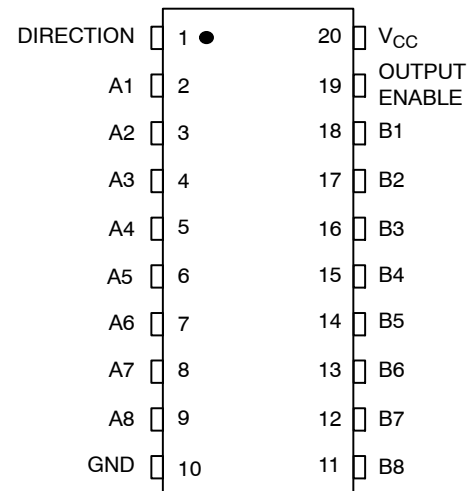 DIRECTION 1 20 VCC
A1 2 19 OUTPUT ENABLE
A2 3 18 B1
A3 4 17 B2
A4 5 16 B3
A5 6 15 B4
A6 7 14 B5
A7 8 13 B6
A8 9 12 B7
GND 10 11 B8